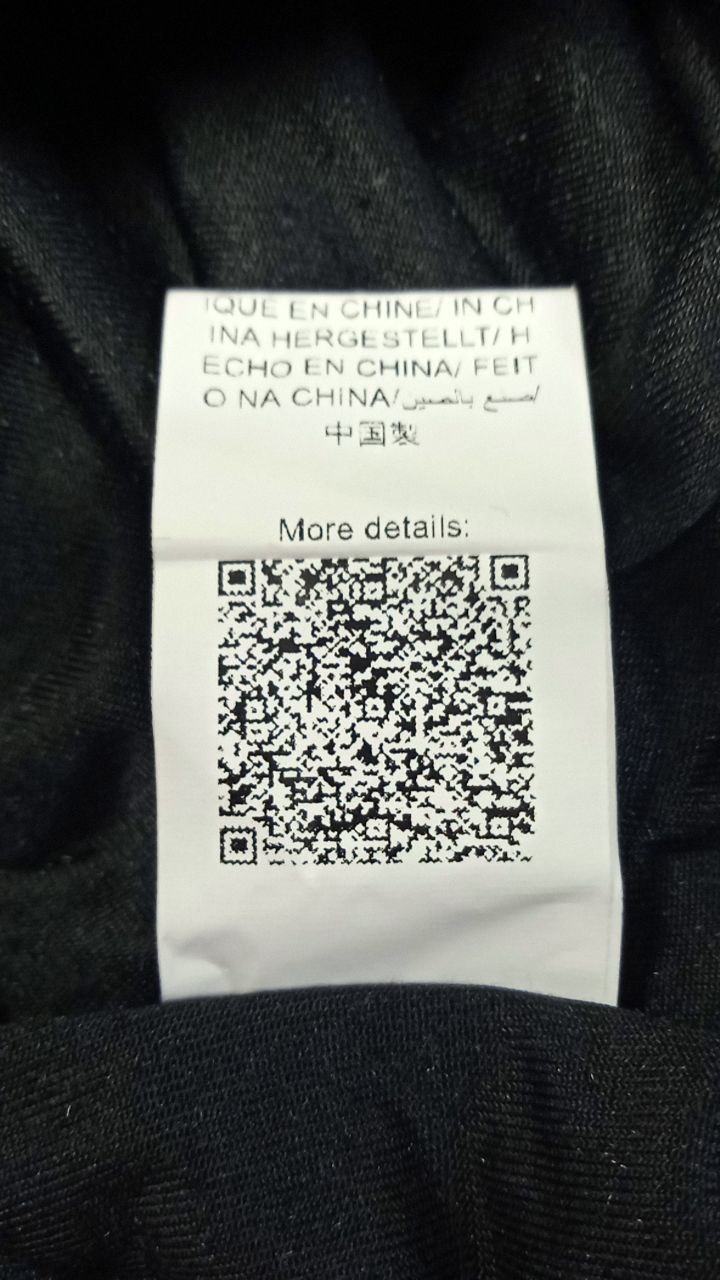 IQUÉ EN CHINE/ IN CH
INA HERGESTELLT/ H
ECHO EN CHINA/ FEIT
O NA CHINA/صنع بالصين/
中国製
More details: